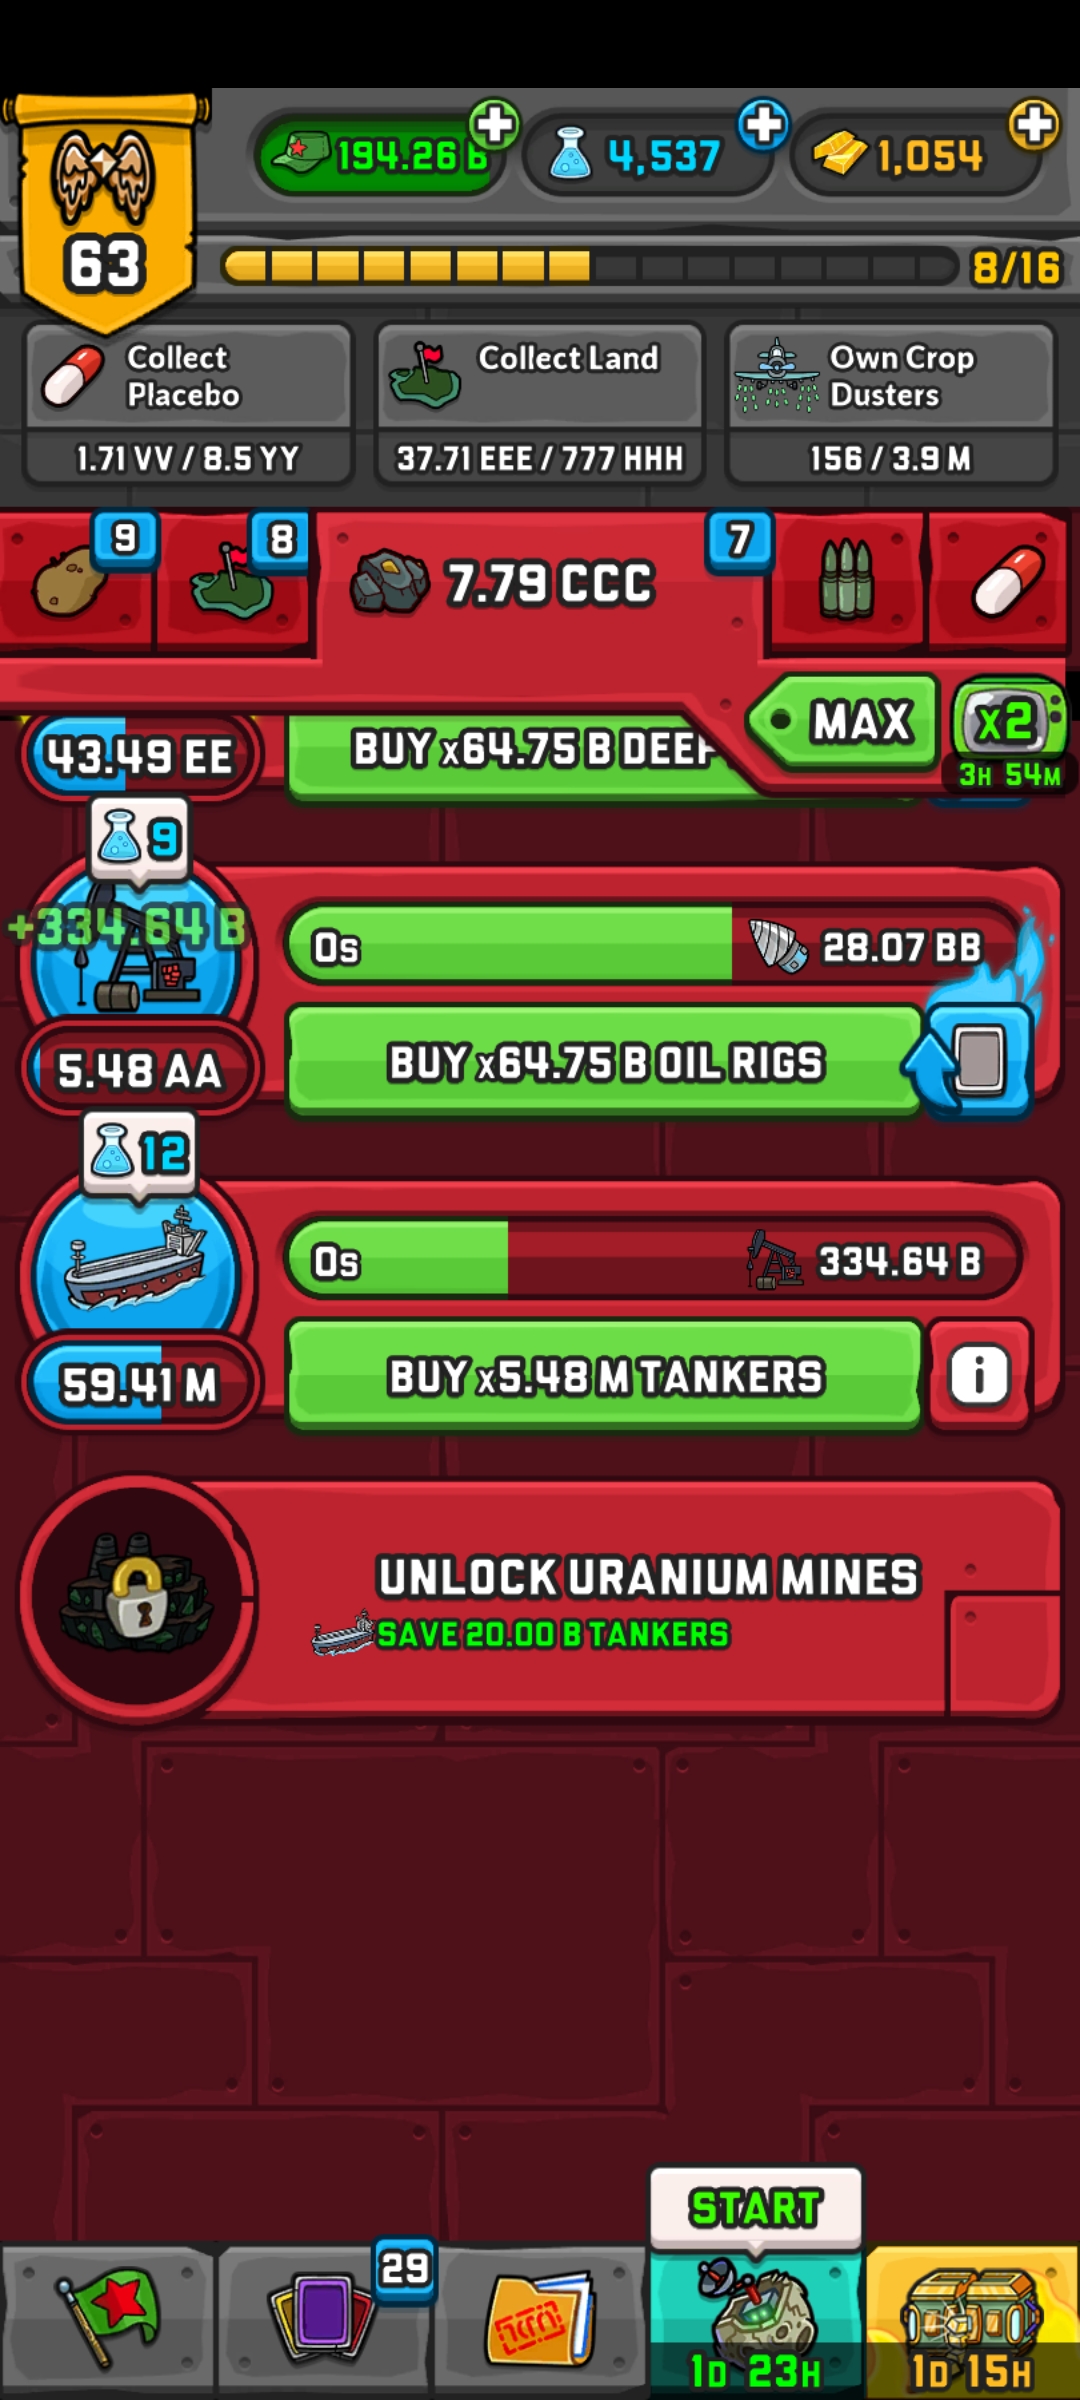 194.26 B
4,537
1,054
63
8/16
Collect
Placebo
1.71 VV / 8.5 YY
Collect Land
37.71 EEE / 777 HHH
Own Crop
Dusters
156 / 3.9 M
9
8
7.79 CCC
7
MAX
x2
3H 54M
43.49 EE
BUY x64.75 B DEEP
9
+334.64 B
0s
28.07 BB
5.48 AA
BUY x64.75 B OIL RIGS
12
0s
334.64 B
59.41 M
BUY x5.48 M TANKERS
i
UNLOCK URANIUM MINES
SAVE 20.00 B TANKERS
START
29
1D 23H
1D 15H